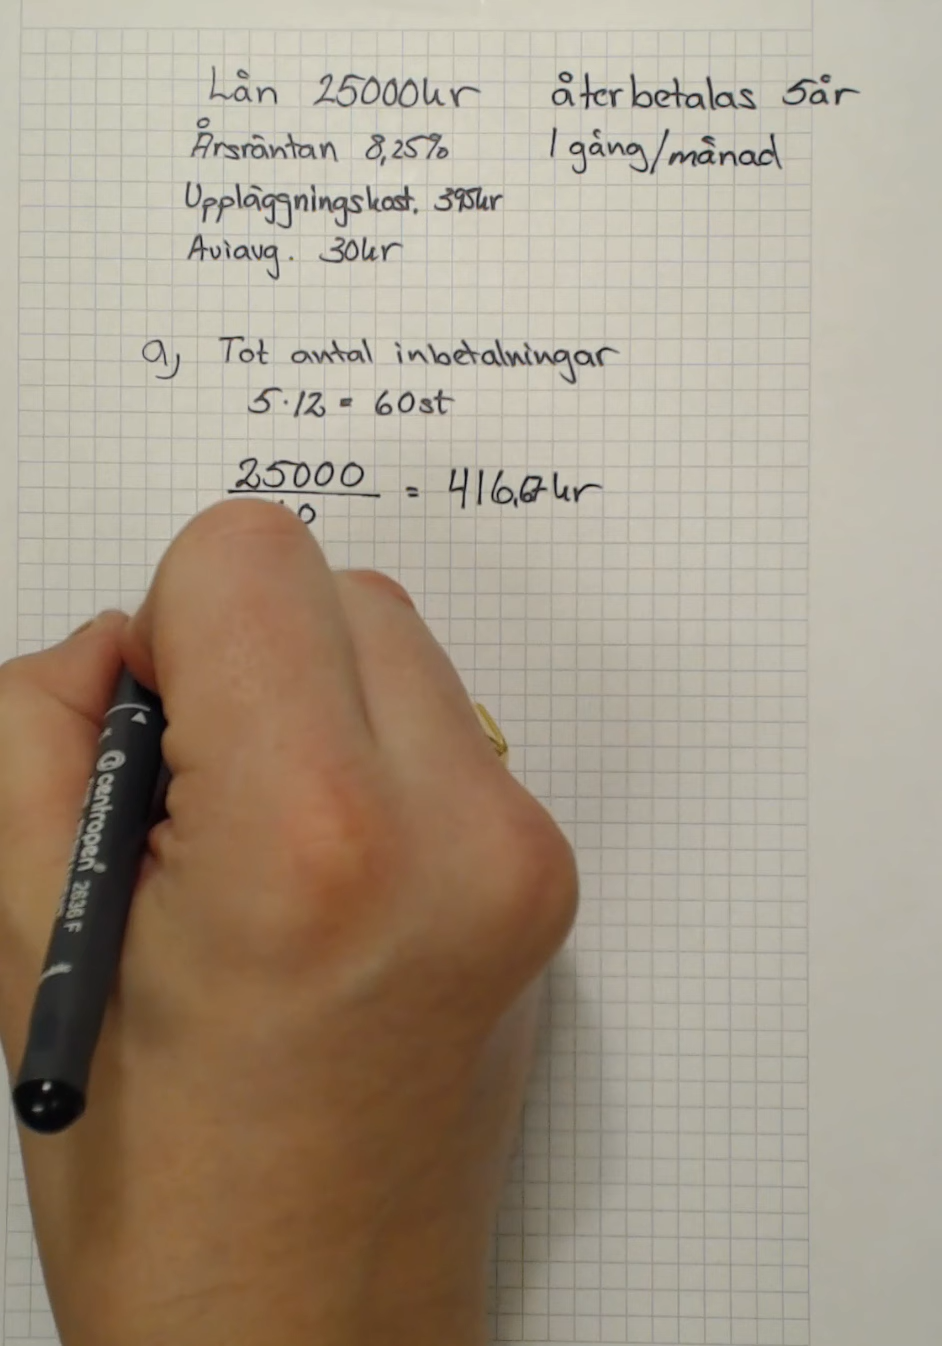 Lån 25000kr återbetalas 5år
Årsräntan 8,25% 1 gång/månad
Uppläggningskost. 395kr
Aviavg. 30kr
a) Tot antal inbetalningar
5·12 = 60st
25000
= 416,67kr
centropen 2636 F